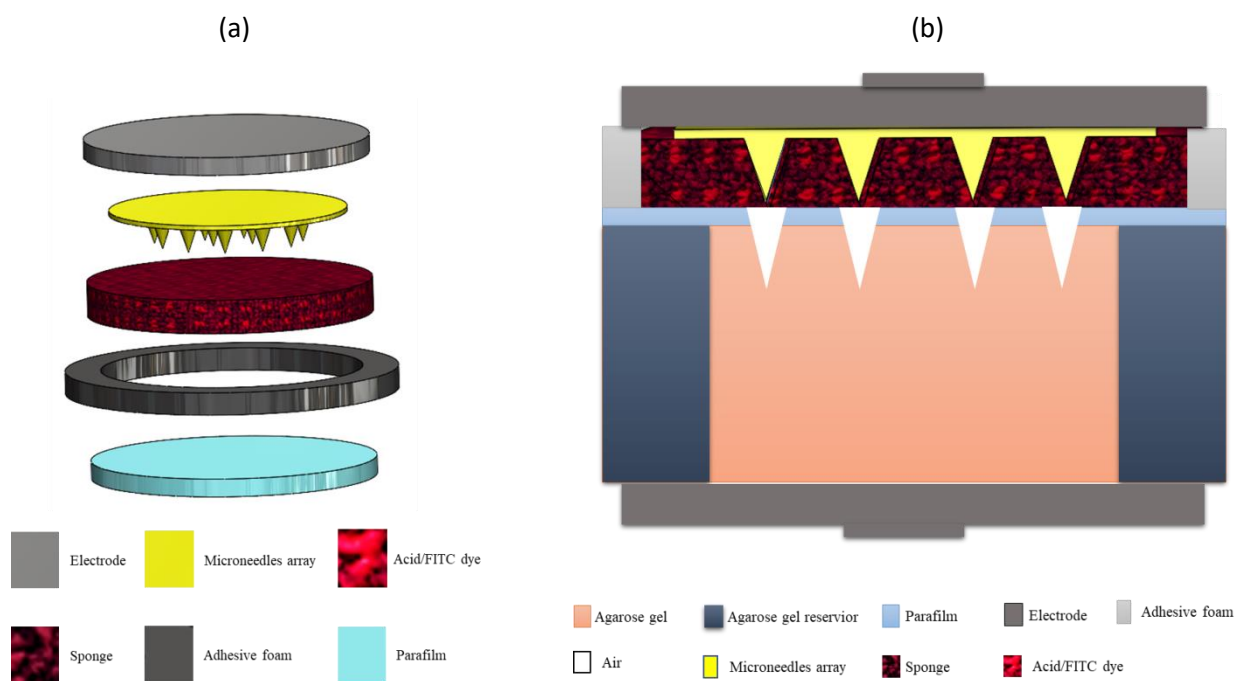 (a)
(b)
Electrode
Microneedles array
Acid/FITC dye
Sponge
Adhesive foam
Parafilm
Agarose gel
Agarose gel reservior
Parafilm
Electrode
Adhesive foam
Air
Microneedles array
Sponge
Acid/FITC dye